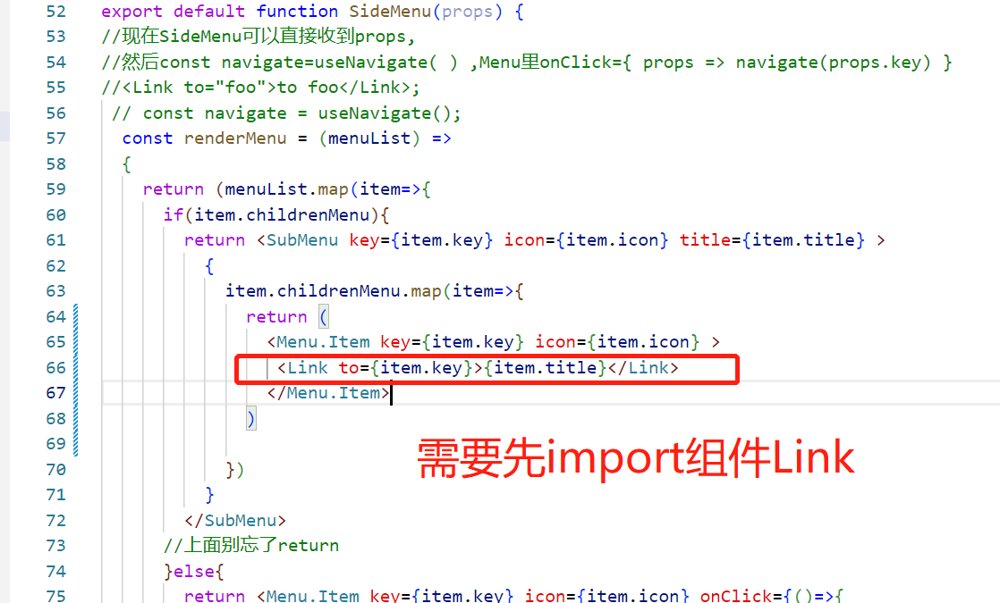 52 export default function SideMenu(props) {
53 //现在SideMenu可以直接收到props,
54 //然后const navigate=useNavigate( ) ,Menu里onClick={ props => navigate(props.key) }
55 //<Link to="foo">to foo</Link>;
56 // const navigate = useNavigate();
57 const renderMenu = (menuList) =>
58 {
59 return (menuList.map(item=>{
60 if(item.childrenMenu){
61 return <SubMenu key={item.key} icon={item.icon} title={item.title} >
62 {
63 item.childrenMenu.map(item=>{
64 return (
65 <Menu.Item key={item.key} icon={item.icon} >
66 <Link to={item.key}>{item.title}</Link>
67 </Menu.Item>
68 )
69
需要先import组件Link
70 })
71 }
72 </SubMenu>
73 //上面别忘了return
74 }else{
75 return <Menu.Item key={item.key} icon={item.icon} onClick={()=>{